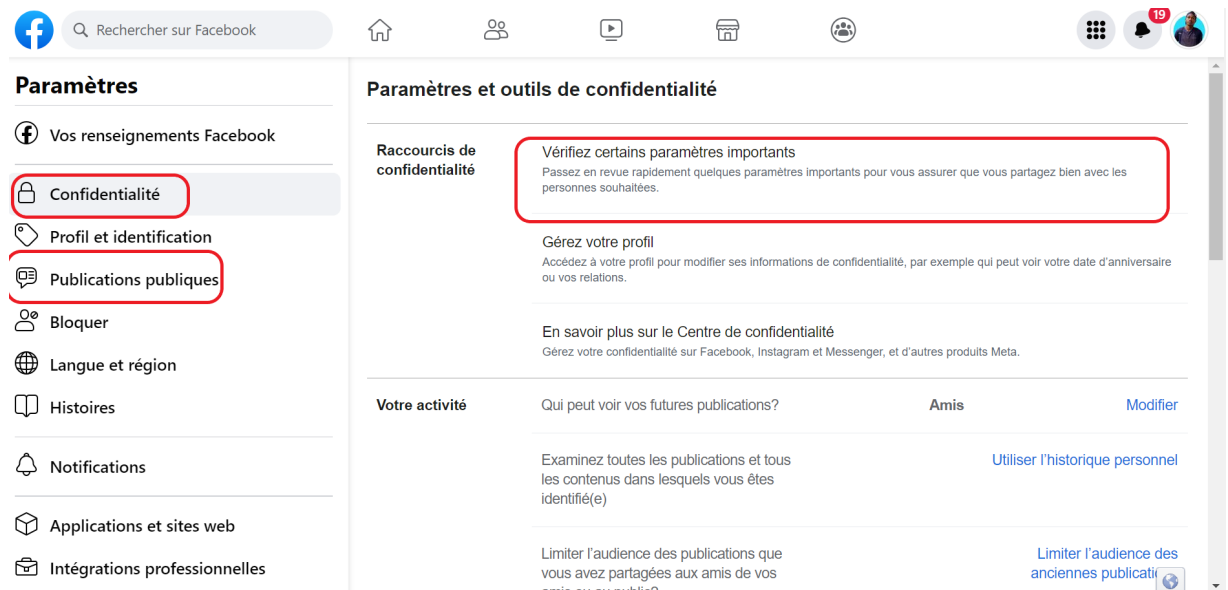 Rechercher sur Facebook
19
Paramètres
Vos renseignements Facebook
Confidentialité
Profil et identification
Publications publiques
Bloquer
Langue et région
Histoires
Notifications
Applications et sites web
Intégrations professionnelles
Paramètres et outils de confidentialité
Raccourcis de
confidentialité
Vérifiez certains paramètres importants
Passez en revue rapidement quelques paramètres importants pour vous assurer que vous partagez bien avec les
personnes souhaitées.
Gérez votre profil
Accédez à votre profil pour modifier ses informations de confidentialité, par exemple qui peut voir votre date d'anniversaire
ou vos relations.
En savoir plus sur le Centre de confidentialité
Gérez votre confidentialité sur Facebook, Instagram et Messenger, et d'autres produits Meta.
Votre activité
Qui peut voir vos futures publications?
Amis
Modifier
Examinez toutes les publications et tous
les contenus dans lesquels vous êtes
identifié(e)
Utiliser l'historique personnel
Limiter l'audience des publications que
vous avez partagées aux amis de vos
Limiter l'audience des
anciennes